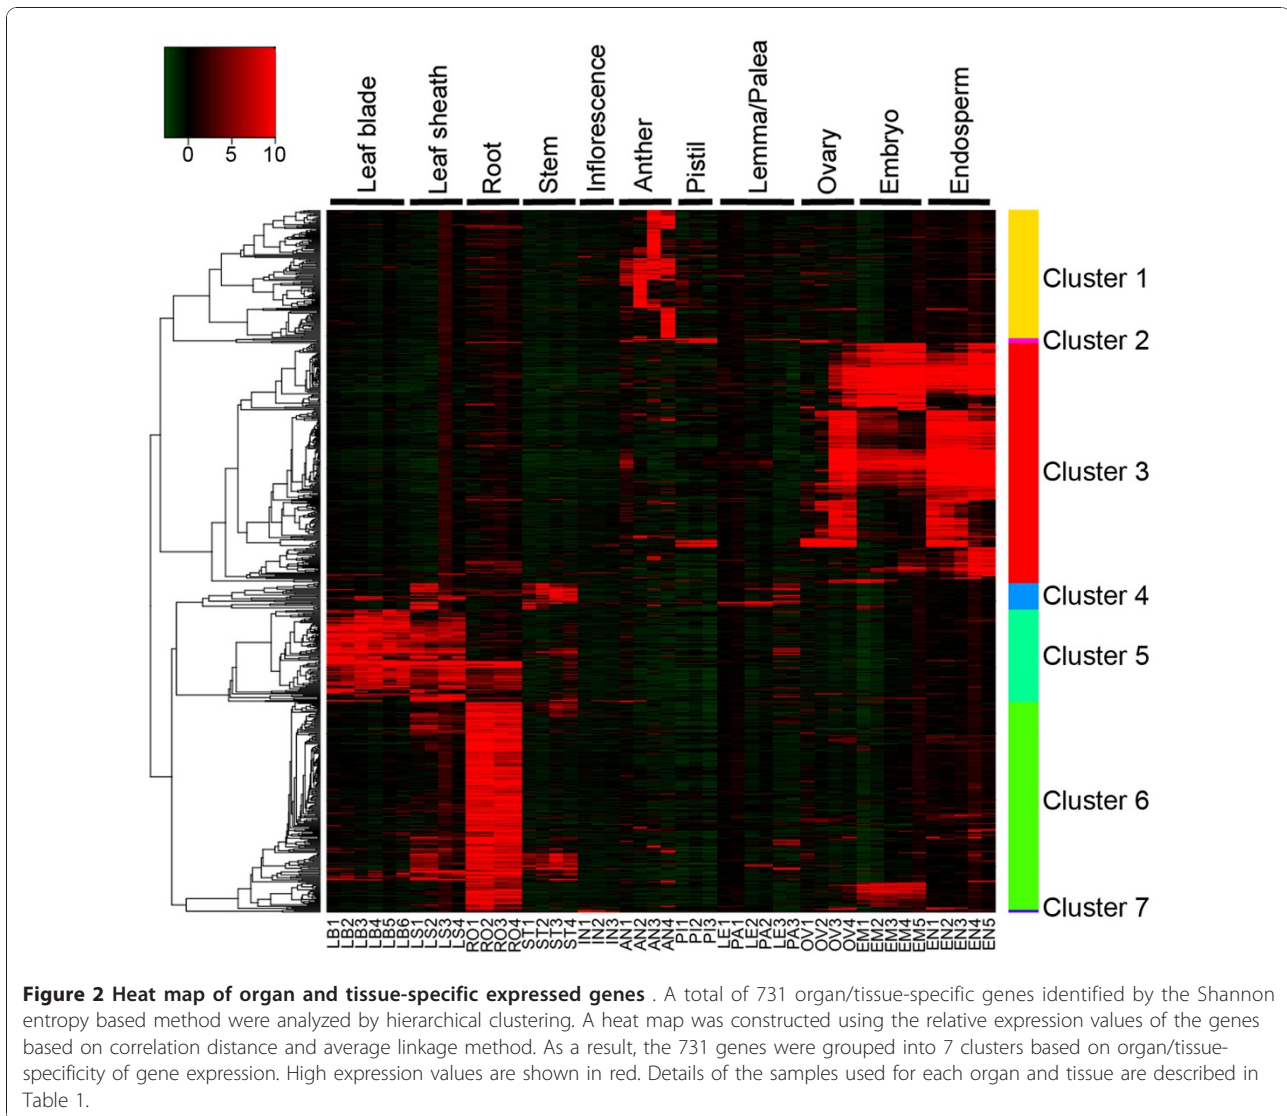 0 5 10
Leaf blade
Leaf sheath
Root
Stem
Inflorescence
Anther
Pistil
Lemma/Palea
Ovary
Embryo
Endosperm
Cluster 1
Cluster 2
Cluster 3
Cluster 4
Cluster 5
Cluster 6
Cluster 7
LB1
LB2
LB3
LB4
LB5
LB6
LS1
LS2
LS3
LS4
RO1
RO2
RO3
RO4
ST1
ST2
ST3
ST4
IN1
IN2
IN3
AN1
AN2
AN3
AN4
PI1
PI2
PI3
LE1
PA1
LE2
PA2
LE3
PA3
OV1
OV2
OV3
OV4
EM1
EM2
EM3
EM4
EM5
EN1
EN2
EN3
EN4
EN5
Figure 2 Heat map of organ and tissue-specific expressed genes . A total of 731 organ/tissue-specific genes identified by the Shannon
entropy based method were analyzed by hierarchical clustering. A heat map was constructed using the relative expression values of the genes
based on correlation distance and average linkage method. As a result, the 731 genes were grouped into 7 clusters based on organ/tissue-
specificity of gene expression. High expression values are shown in red. Details of the samples used for each organ and tissue are described in
Table 1.